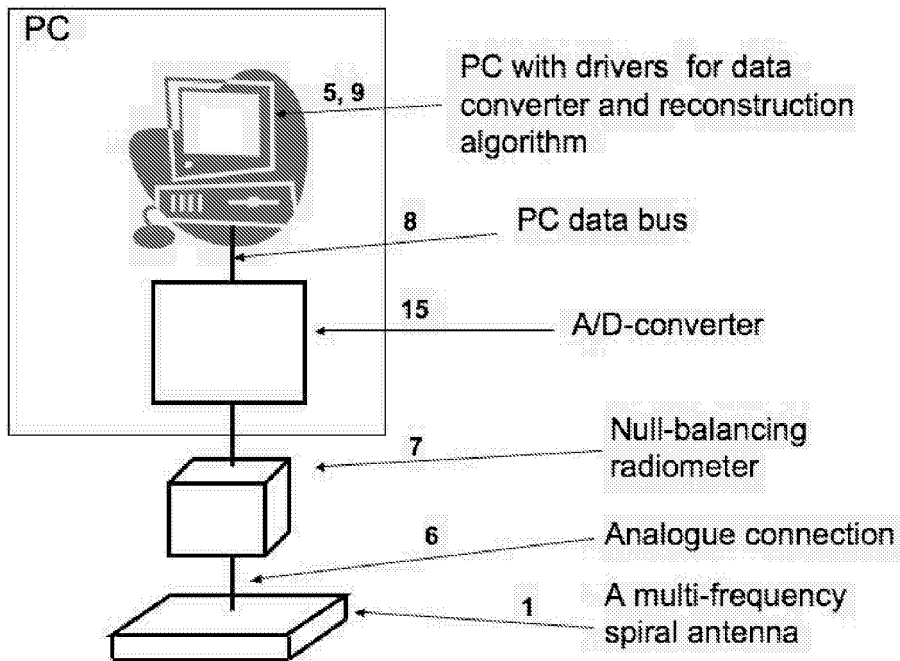 PC
5, 9
PC with drivers for data
converter and reconstruction
algorithm
8
PC data bus
15
A/D-converter
7
Null-balancing
radiometer
6
Analogue connection
1
A multi-frequency
spiral antenna